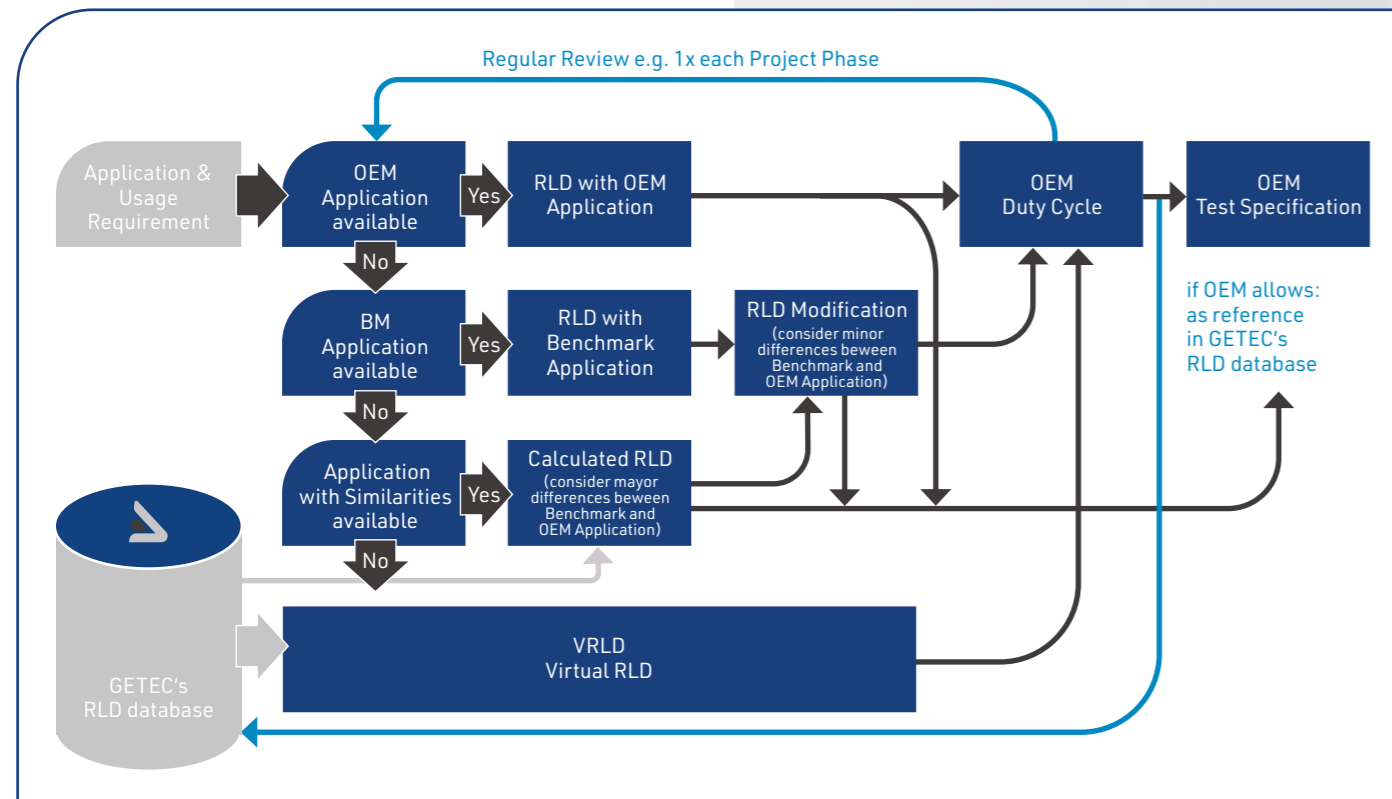 Regular Review e.g. 1x each Project Phase
Application &
Usage
Requirement
OEM
Application
available
Yes
RLD with OEM
Application
OEM
Duty Cycle
OEM
Test Specification
No
BM
Application
available
Yes
RLD with
Benchmark
Application
RLD Modification
(consider minor
differences beween
Benchmark and
OEM Application)
if OEM allows:
as reference
in GETEC's
RLD database
No
Application
with Similarities
available
Yes
Calculated RLD
(consider mayor
differences beween
Benchmark and
OEM Application)
No
VRLD
Virtual RLD
GETEC's
RLD database